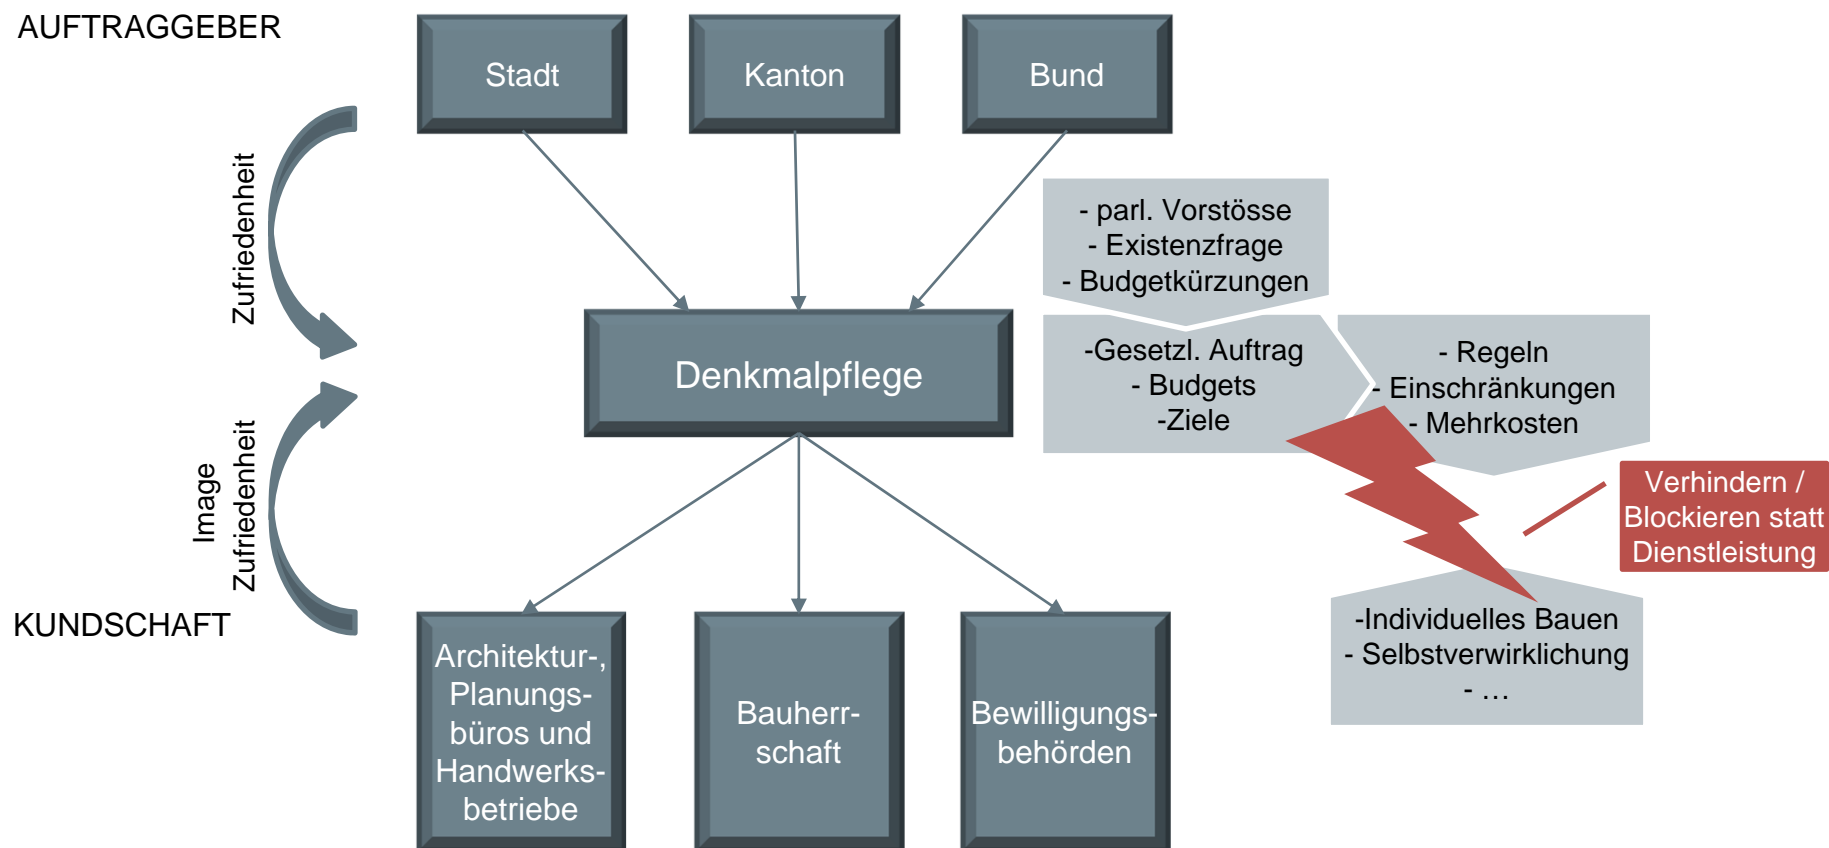 AUFTRAGGEBER
Stadt
Kanton
Bund
Zufriedenheit
- parl. Vorstösse
- Existenzfrage
- Budgetkürzungen
Denkmalpflege
-Gesetzl. Auftrag
- Budgets
-Ziele
- Regeln
- Einschränkungen
- Mehrkosten
Image
Zufriedenheit
Verhindern /
Blockieren statt
Dienstleistung
KUNDSCHAFT
Architektur-,
Planungs-
büros und
Handwerks-
betriebe
Bauherr-
schaft
Bewilligungs-
behörden
-Individuelles Bauen
- Selbstverwirklichung
- …